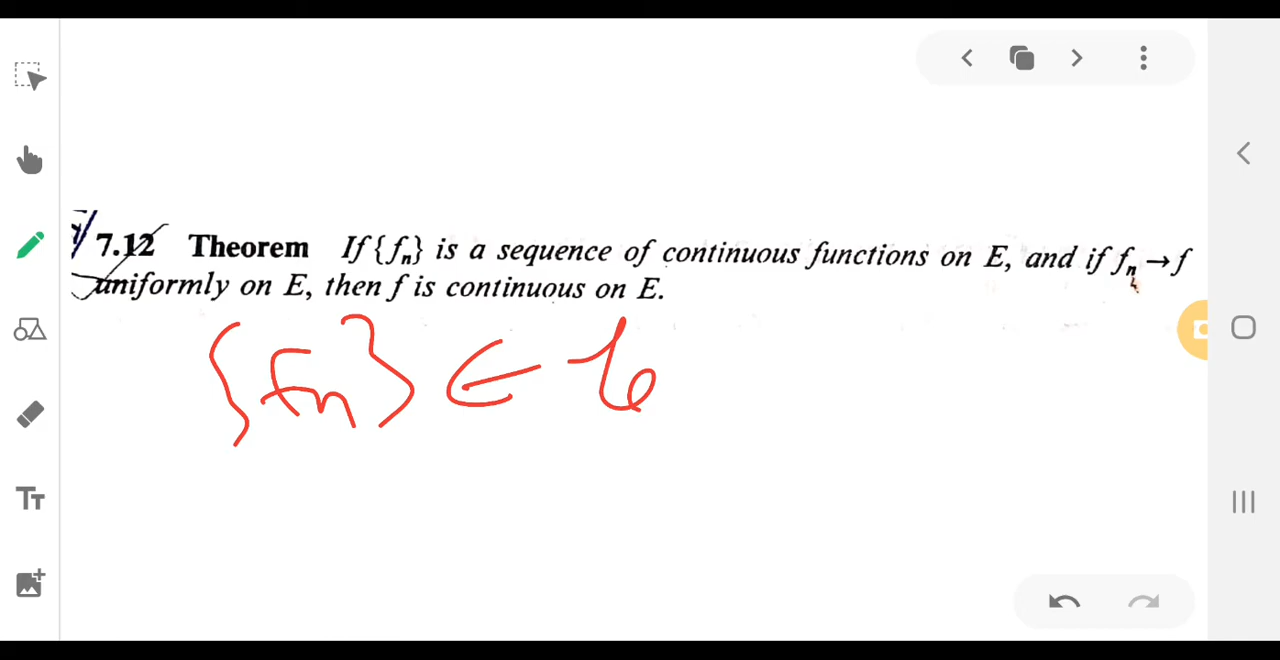 7.12 Theorem If {fₙ} is a sequence of continuous functions on E, and if fₙ → f
uniformly on E, then f is continuous on E.
{fn} ∈
Tт